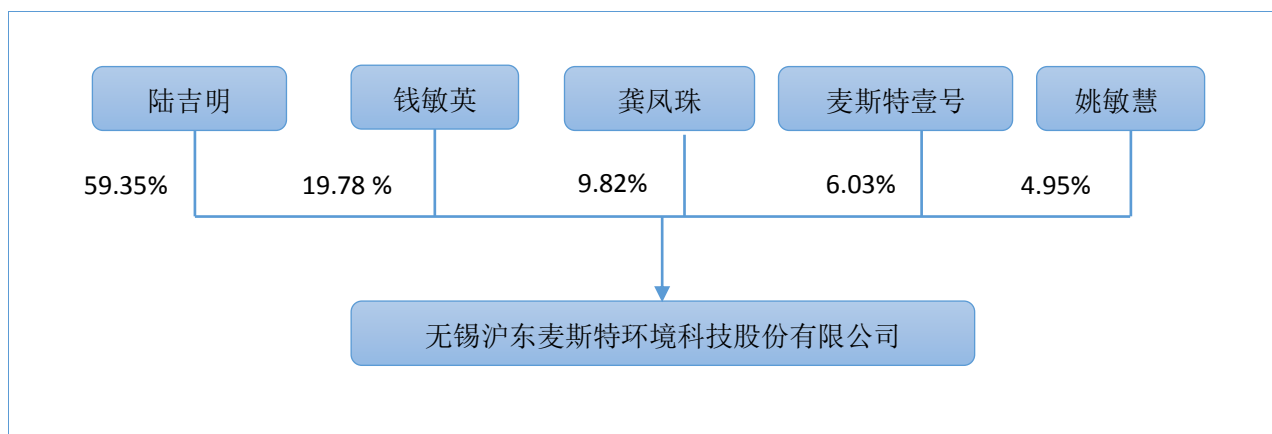 陆吉明
钱敏英
龚凤珠
麦斯特壹号
姚敏慧
59.35%
19.78 %
9.82%
6.03%
4.95%
无锡沪东麦斯特环境科技股份有限公司